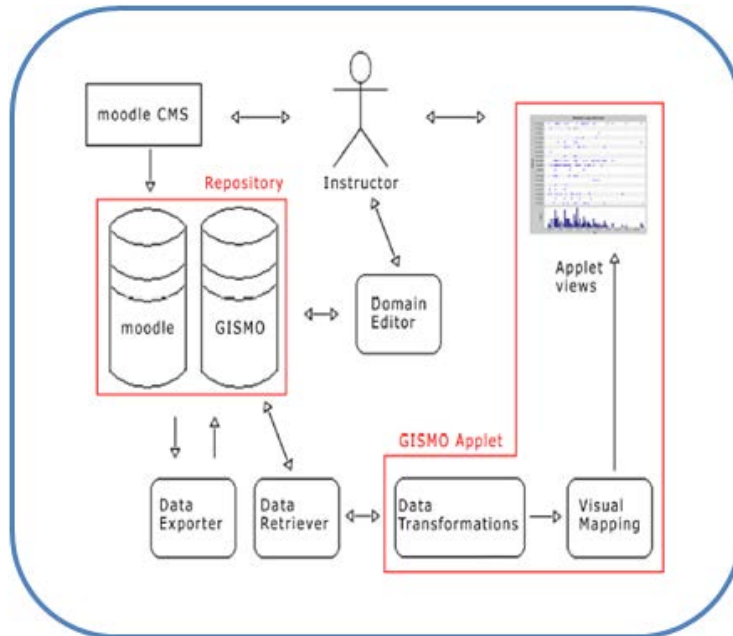 moodle CMS
Repository
Instructor
moodle
GISMO
Domain
Editor
Applet
views
GISMO Applet
Data
Exporter
Data
Retriever
Data
Transformations
Visual
Mapping